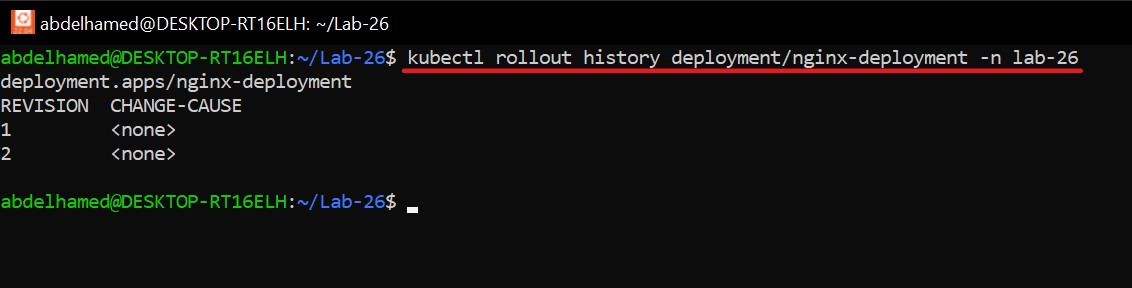 abdelhamed@DESKTOP-RT16ELH: ~/Lab-26
abdelhamed@DESKTOP-RT16ELH:~/Lab-26$ kubectl rollout history deployment/nginx-deployment -n lab-26
deployment.apps/nginx-deployment
REVISION  CHANGE-CAUSE
1         <none>
2         <none>
abdelhamed@DESKTOP-RT16ELH:~/Lab-26$